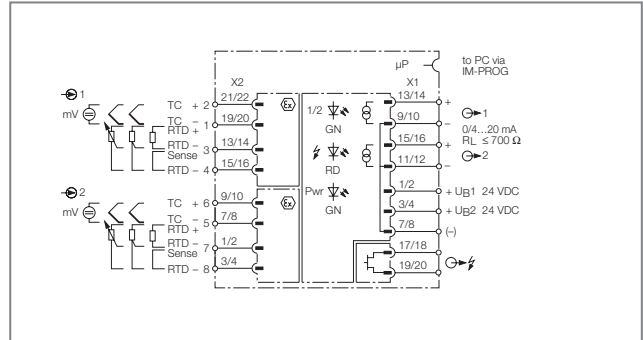 µP
to PC via
IM-PROG
X2
X1
1
mV
TC + 2
21/22
TC − 1
RTD +
19/20
RTD − 3
Sense
13/14
RTD − 4
15/16
Ex
1/2
GN
RD
Pwr
GN
13/14
+
9/10
−
1
0/4...20 mA
RL ≤ 700 Ω
15/16
+
2
11/12
−
1/2
+ UB1 24 VDC
3/4
+ UB2 24 VDC
7/8
(–)
17/18
19/20
2
mV
TC + 6
9/10
TC − 5
RTD +
7/8
RTD − 7
Sense
1/2
RTD − 8
3/4
Ex